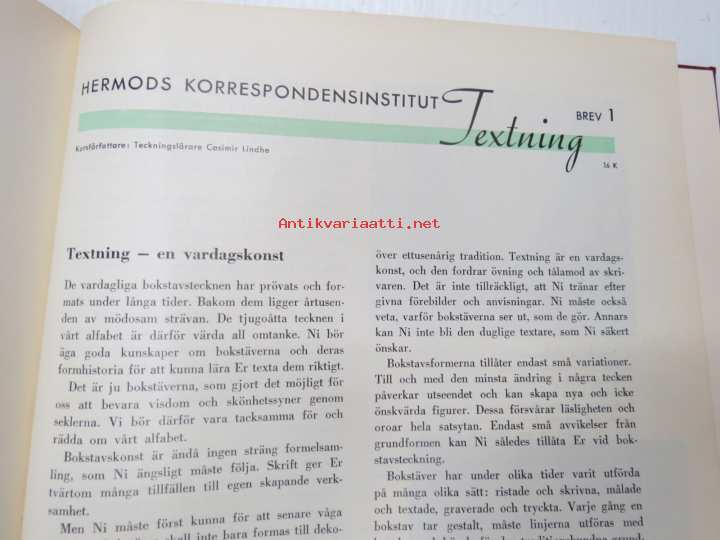 HERMODS KORRESPONDENSINSTITUT
Textning
BREV 1
Kursförfattare: Teckningslärare Casimir Lindhe
16 K
Antikvariaatti.net
Textning — en vardagskonst
De vardagliga bokstavstecknen har prövats och for-
mats under långa tider. Bakom dem ligger årtusen-
den av mödosam strävan. De tjugoåtta tecknen i
vårt alfabet är därför värda all omtanke. Ni bör
äga goda kunskaper om bokstäverna och deras
formhistoria för att kunna lära Er texta dem riktigt.
Det är ju bokstäverna, som gjort det möjligt för
oss att bevara visdom och skönhetssyner genom
seklerna. Vi bör därför vara tacksamma för och
rädda om vårt alfabet.
Bokstavskonst är ändå ingen sträng formelsam-
ling, som Ni ängsligt måste följa. Skrift ger Er
tvärtom många tillfällen till egen skapande verk-
samhet.
Men Ni måste först kunna för att senare våga
skall inte bara formas till deko-
över ettusenårig tradition. Textning är en vardags-
konst, och den fordrar övning och tålamod av skri-
varen. Det är inte tillräckligt, att Ni tränar efter
givna förebilder och anvisningar. Ni måste också
veta, varför bokstäverna ser ut, som de gör. Annars
kan Ni inte bli den duglige textare, som Ni säkert
önskar.
Bokstavsformerna tillåter endast små variationer.
Till och med den minsta ändring i några tecken
påverkar utseendet och kan skapa nya och icke
önskvärda figurer. Dessa försvårar läsligheten och
oroar hela satsytan. Endast små avvikelser från
grundformen kan Ni således tillåta Er vid bok-
stavsteckning.
Bokstäver har under olika tider varit utförda
på många olika sätt: ristade och skrivna, målade
och textade, graverade och tryckta. Varje gång en
bokstav tar gestalt, måste linjerna utföras med